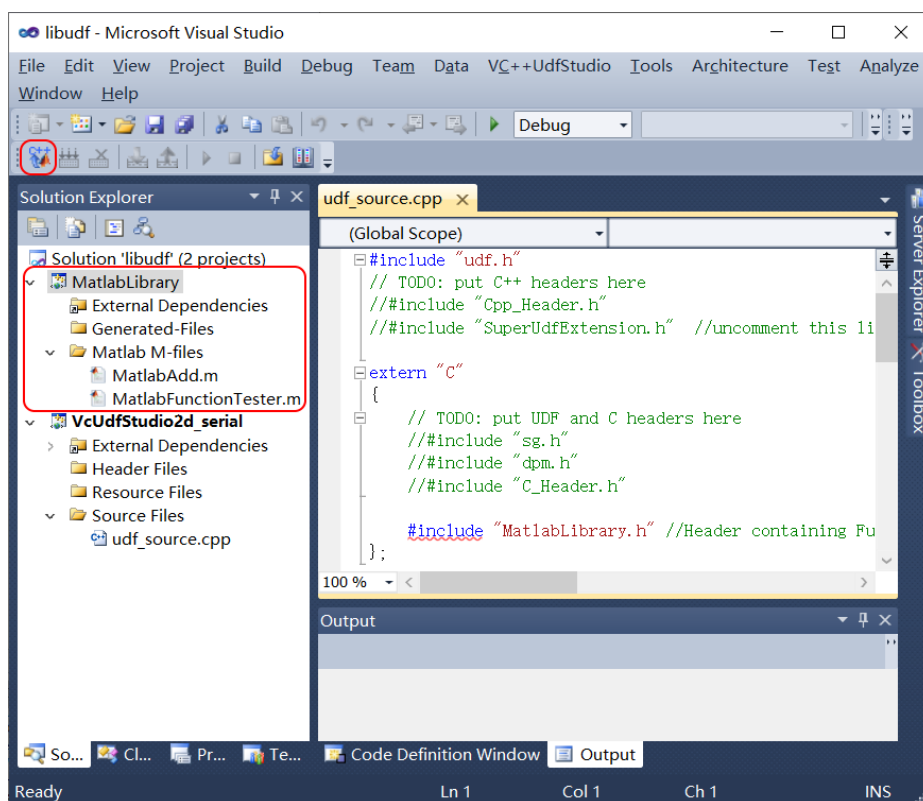 libudf - Microsoft Visual Studio
File Edit View Project Build Debug Team Data VC++UdfStudio Tools Architecture Test Analyze
Window Help
Debug
Solution Explorer
Solution 'libudf' (2 projects)
MatlabLibrary
External Dependencies
Generated-Files
Matlab M-files
MatlabAdd.m
MatlabFunctionTester.m
VcUdfStudio2d_serial
External Dependencies
Header Files
Resource Files
Source Files
udf_source.cpp
udf_source.cpp
(Global Scope)
#include "udf.h"
// TODO: put C++ headers here
//#include "Cpp_Header.h"
//#include "SuperUdfExtension.h" //uncomment this li
extern "C"
{
// TODO: put UDF and C headers here
//#include "sg.h"
//#include "dpm.h"
//#include "C_Header.h"
#include "MatlabLibrary.h" //Header containing Fu
};
100 %
Output
Server Explorer
Toolbox
So... Cl... Pr... Te...
Code Definition Window Output
Ready Ln 1 Col 1 Ch 1 INS